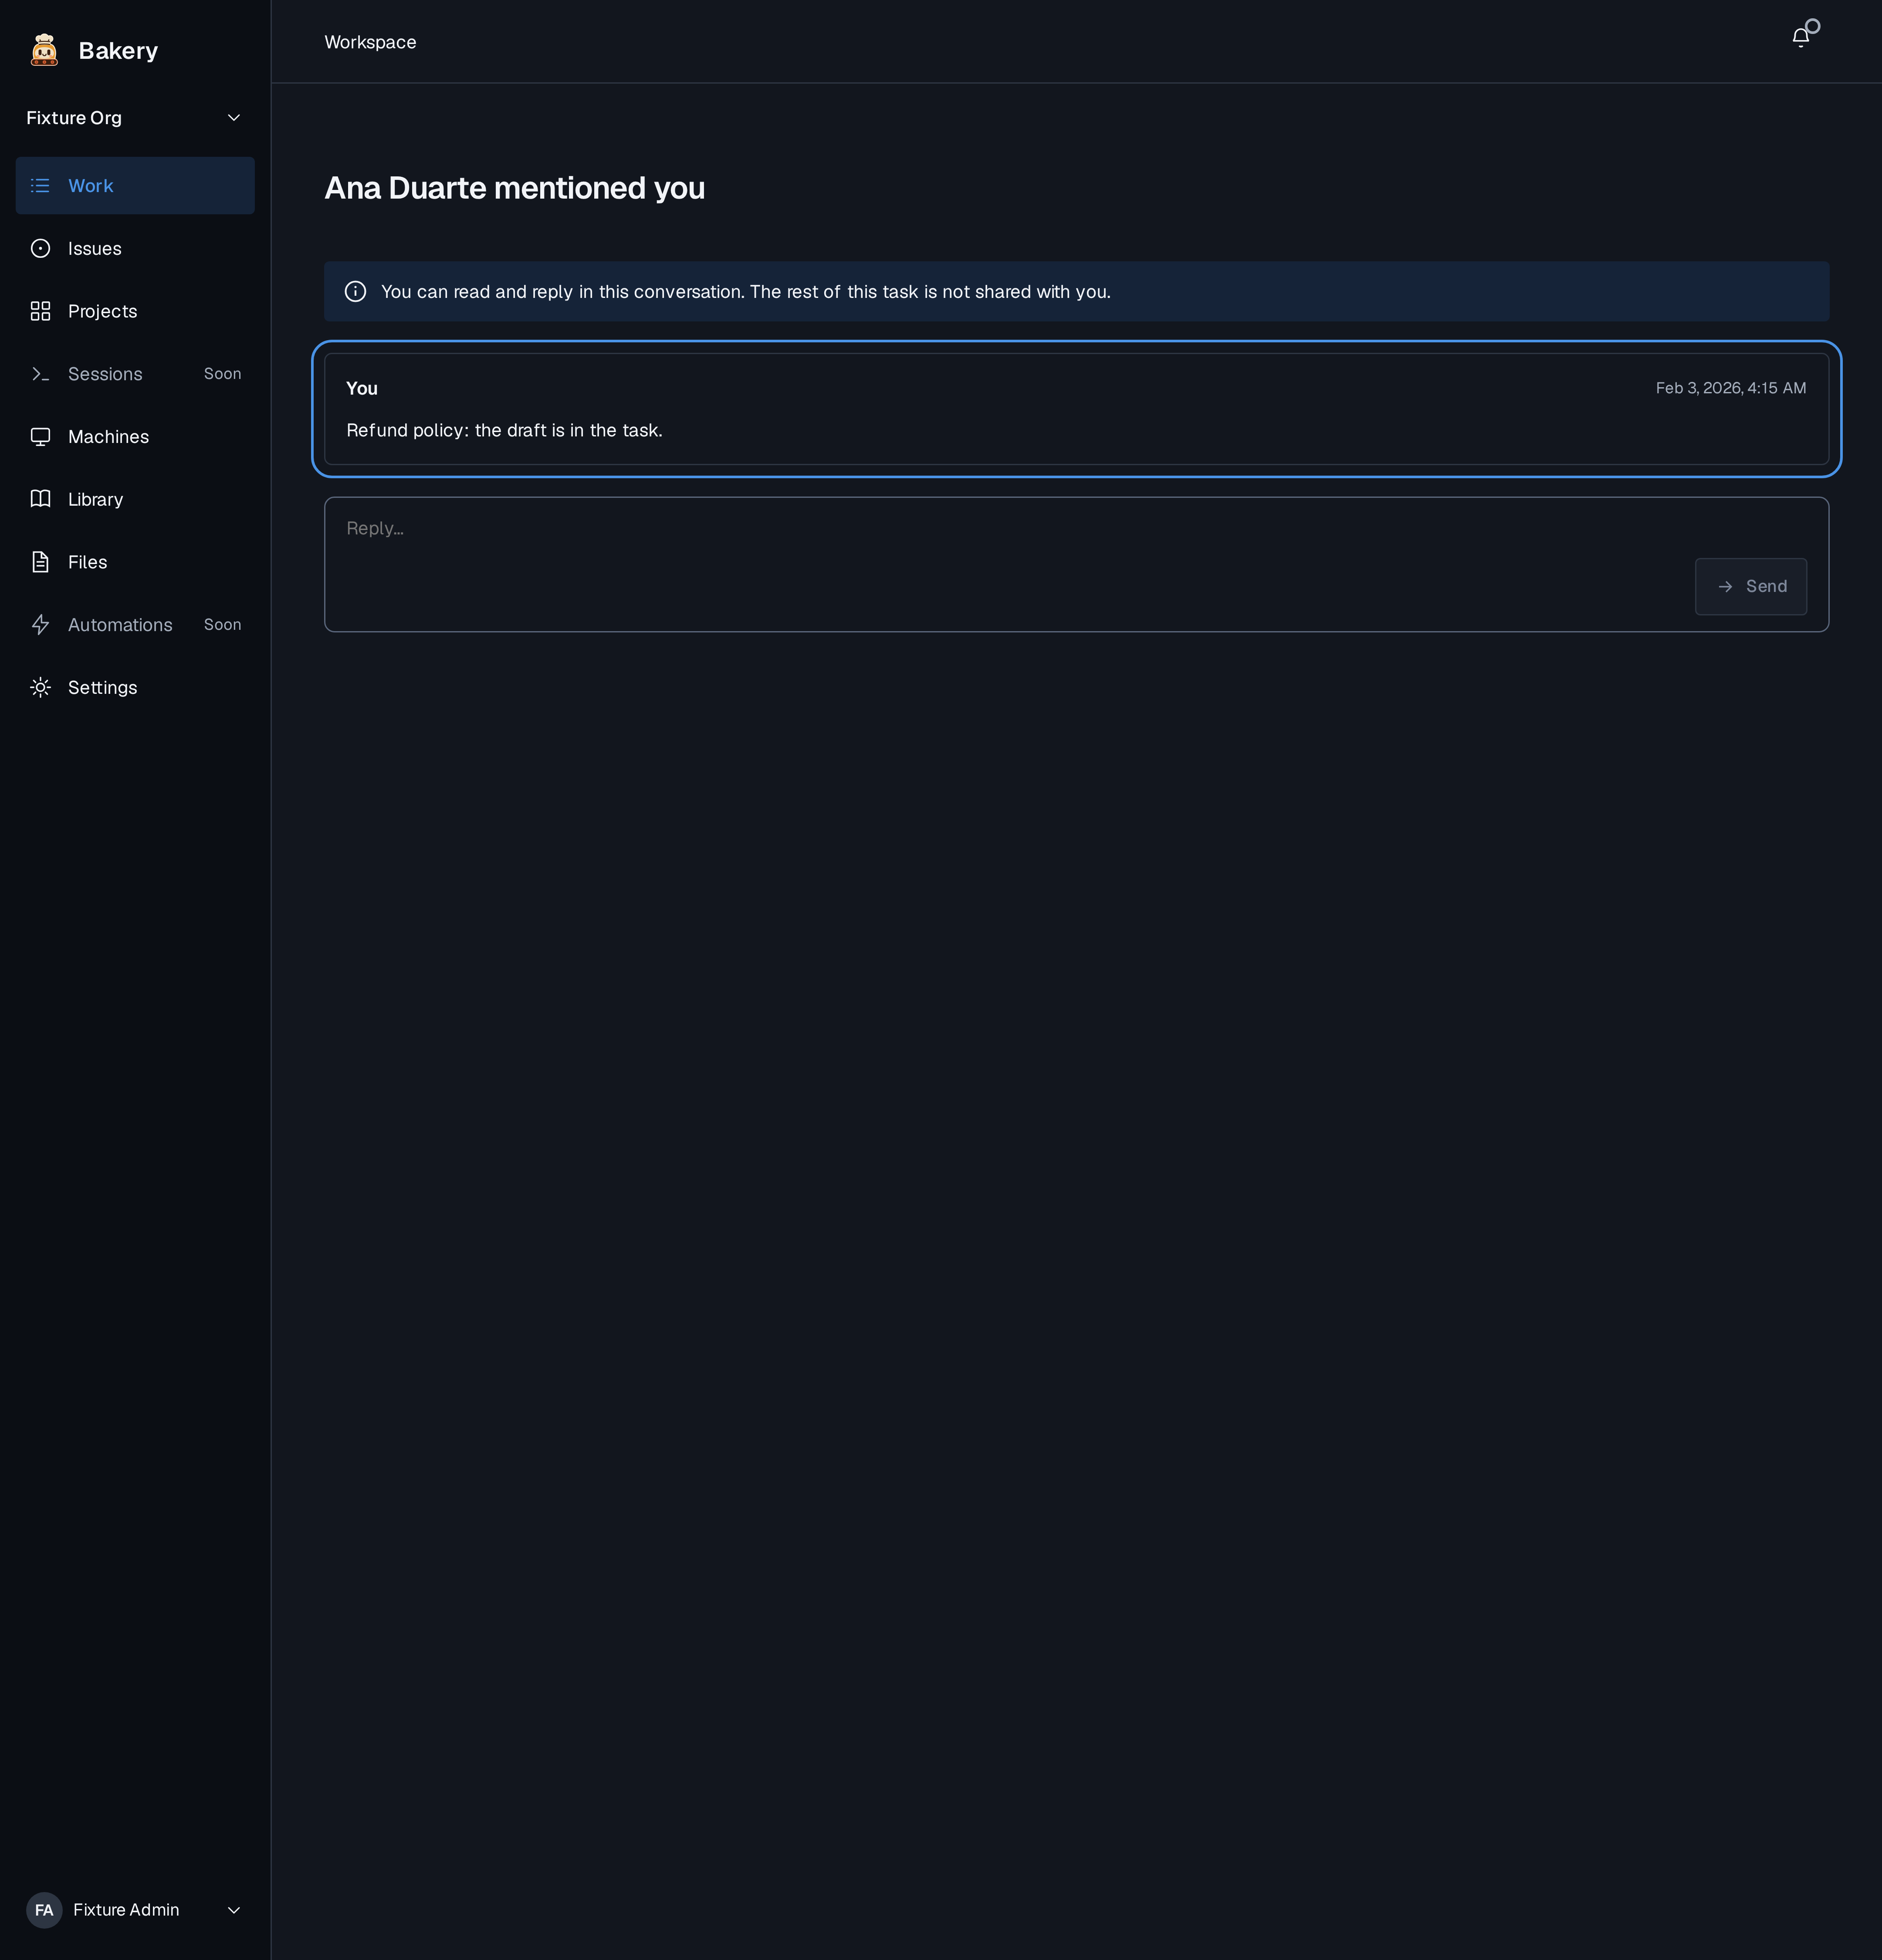 Bakery
Fixture Org
Work
Issues
Projects
Sessions Soon
Machines
Library
Files
Automations Soon
Settings
FA Fixture Admin
Workspace
Ana Duarte mentioned you
You can read and reply in this conversation. The rest of this task is not shared with you.
You Feb 3, 2026, 4:15 AM
Refund policy: the draft is in the task.
Reply...
Send